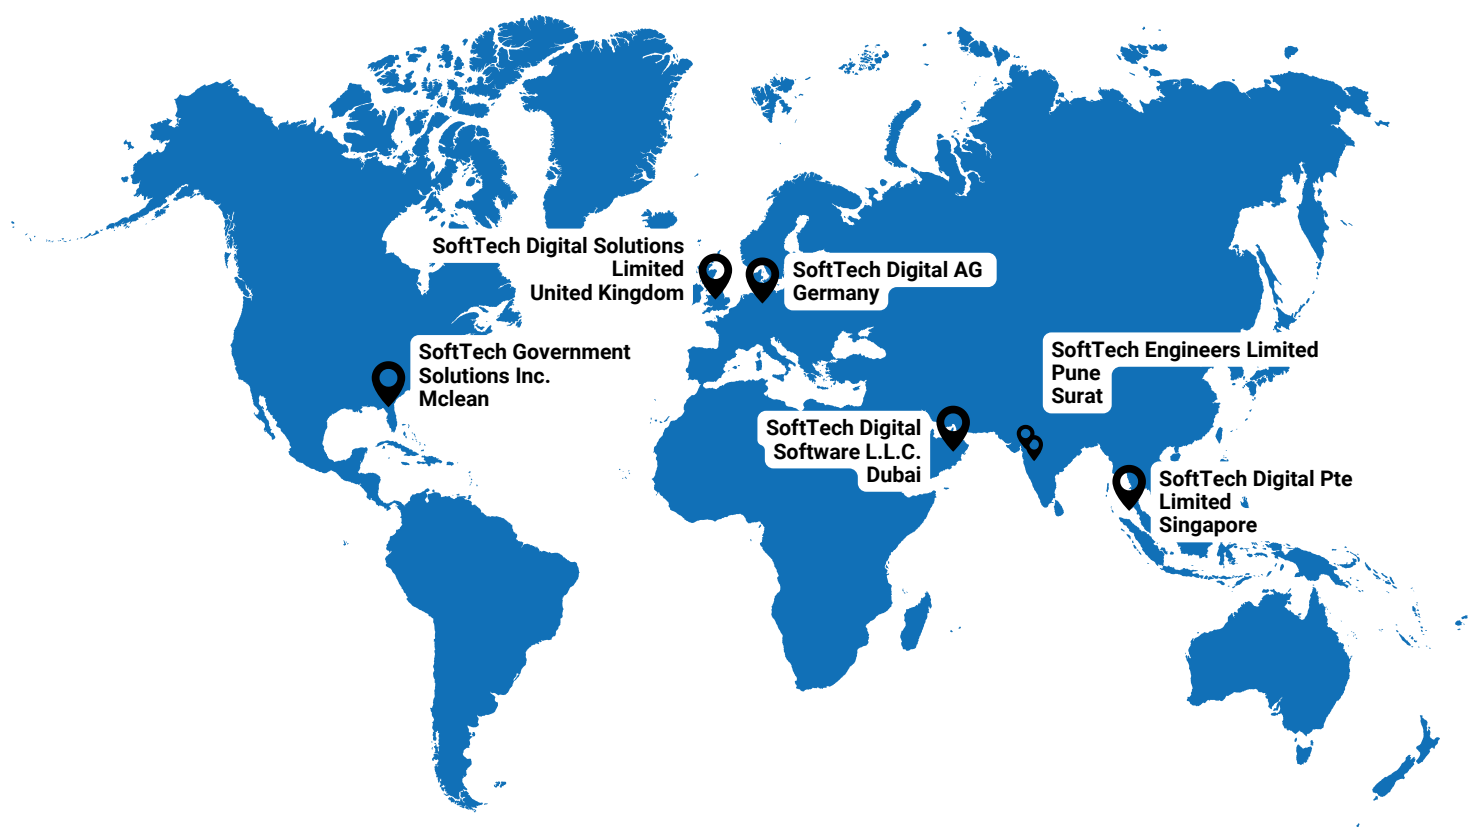 SoftTech Digital Solutions
Limited
United Kingdom
SoftTech Digital AG
Germany
SoftTech Government
Solutions Inc.
Mclean
SoftTech Engineers Limited
Pune
Surat
SoftTech Digital
Software L.L.C.
Dubai
SoftTech Digital Pte
Limited
Singapore